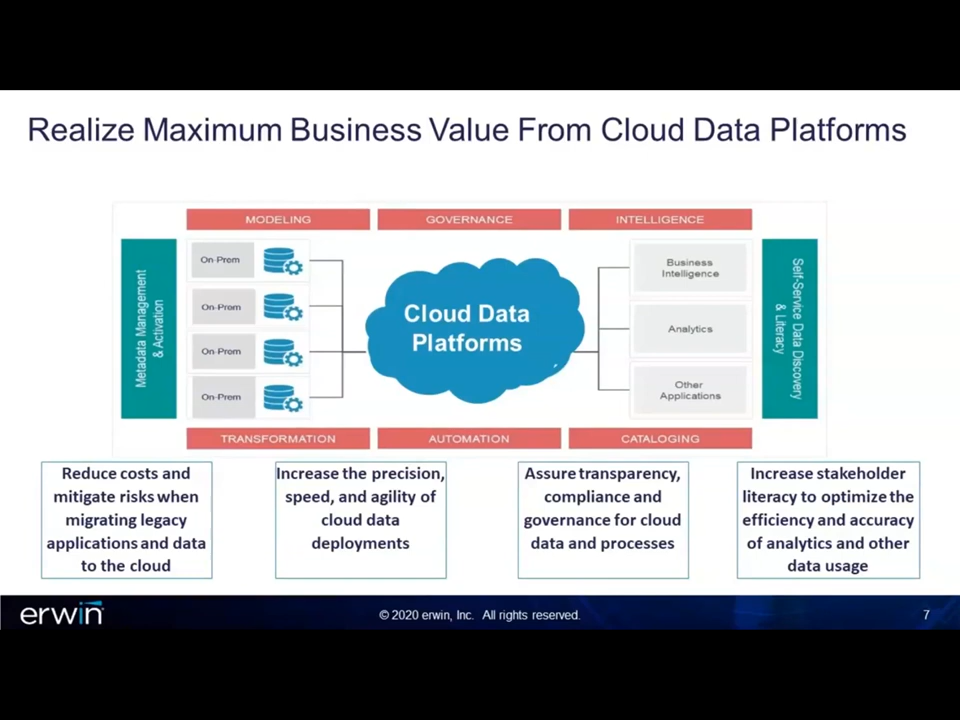 Realize Maximum Business Value From Cloud Data Platforms
MODELING
GOVERNANCE
INTELLIGENCE
Metadata Management
& Activation
On-Prem
On-Prem
On-Prem
On-Prem
Cloud Data
Platforms
Business
Intelligence
Analytics
Other
Applications
Self-Service Data Discovery
& Literacy
TRANSFORMATION
AUTOMATION
CATALOGING
Reduce costs and
mitigate risks when
migrating legacy
applications and data
to the cloud
Increase the precision,
speed, and agility of
cloud data
deployments
Assure transparency,
compliance and
governance for cloud
data and processes
Increase stakeholder
literacy to optimize the
efficiency and accuracy
of analytics and other
data usage
erwin
© 2020 erwin, Inc. All rights reserved.
7